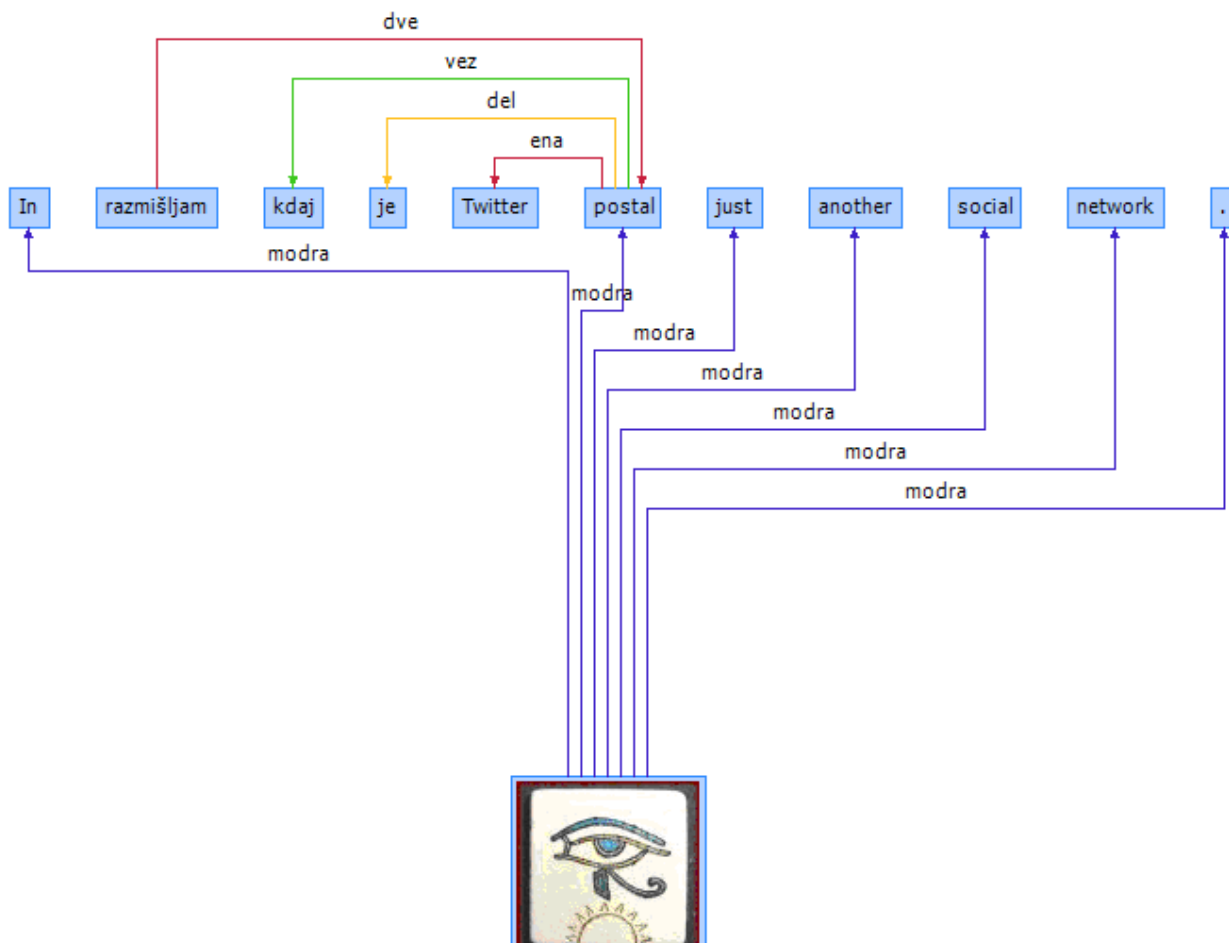 dve
vez
del
ena
In razmišljam kdaj je Twitter postal just another social network .
modra
modra
modra
modra
modra
modra
modra